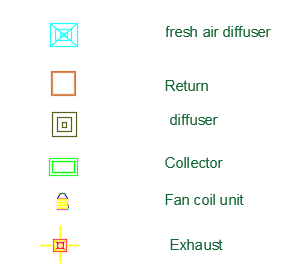 fresh air diffuser
Return
diffuser
Collector
Fan coil unit
Exhaust